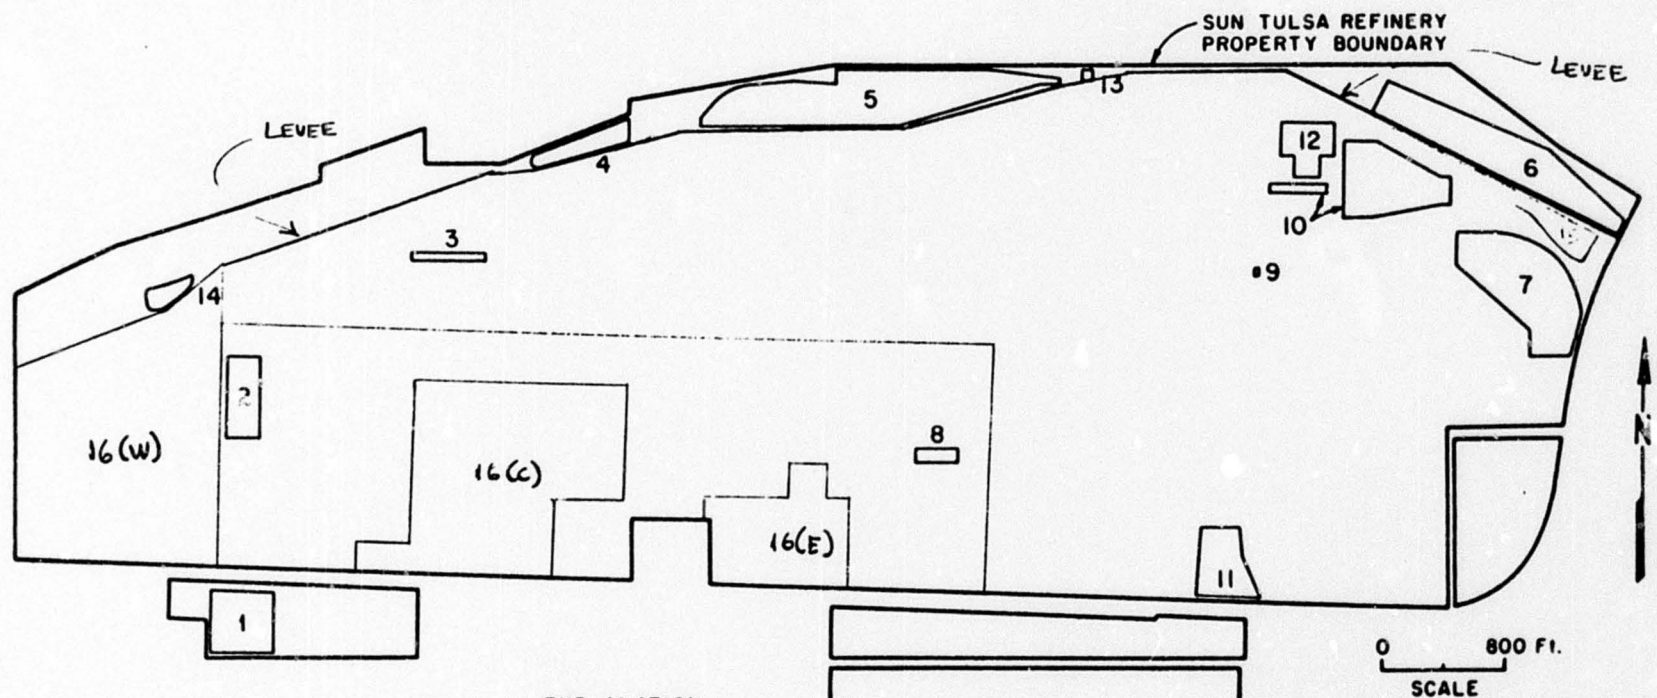 SUN TULSA REFINERY
PROPERTY BOUNDARY
LEVEE
LEVEE
13
5
12
4
6
10
3
9
14
7
2
N
8
16(W)
16(C)
16(E)
11
1
0 800 Ft.
SCALE